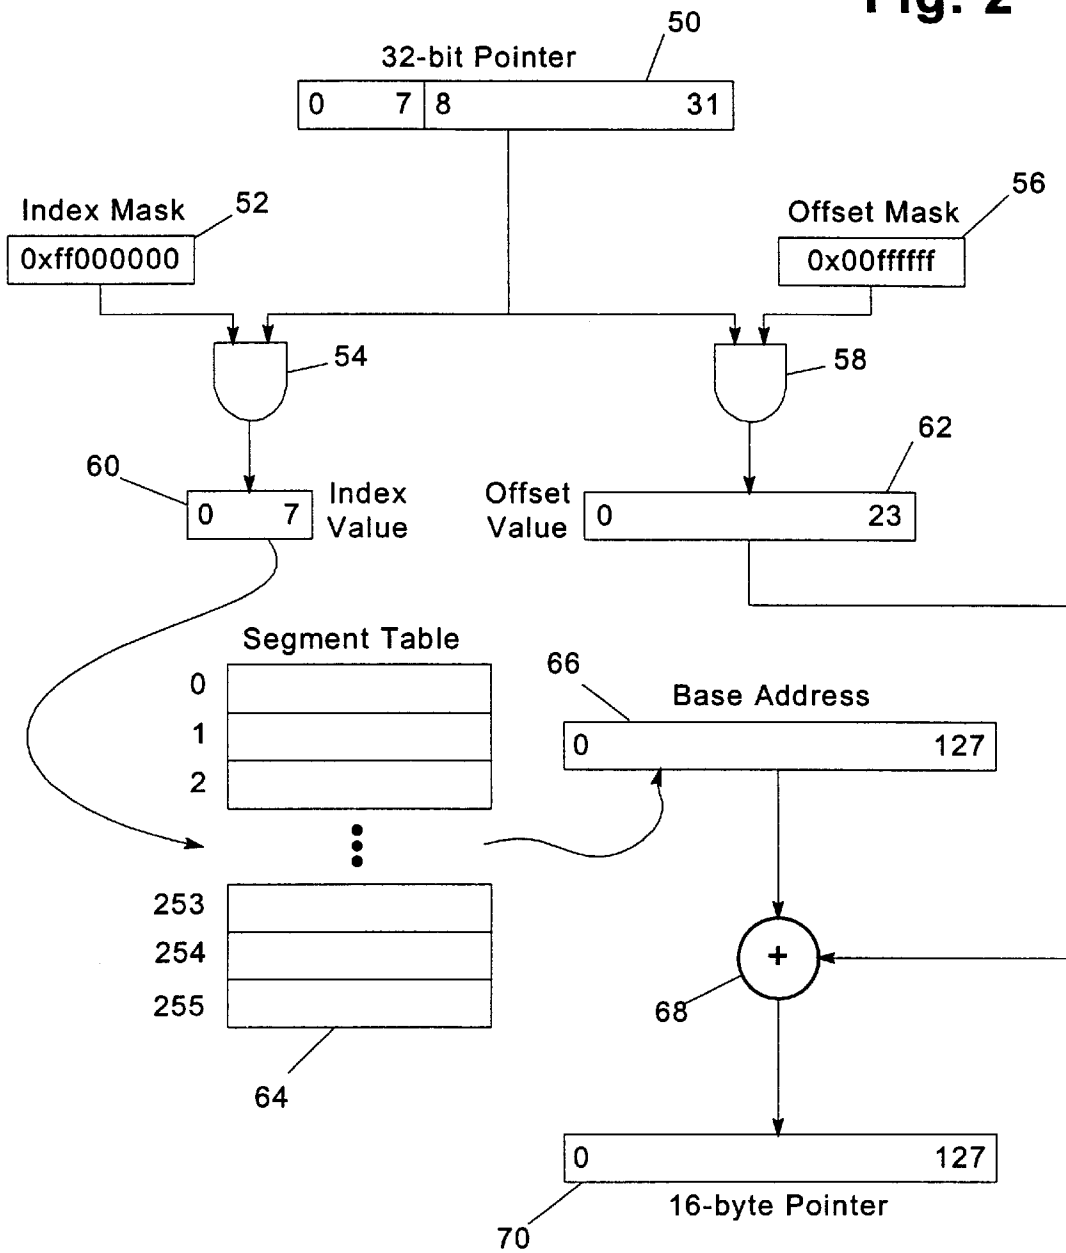 Fig. 2
50
32-bit Pointer
0 7 8 31
Index Mask 52
0xff000000
56
Offset Mask
0x00ffffff
54
58
60
0 7
Index
Value
62
Offset
Value
0 23
Segment Table
0
1
2
253
254
255
64
66
Base Address
0 127
+
68
0 127
16-byte Pointer
70